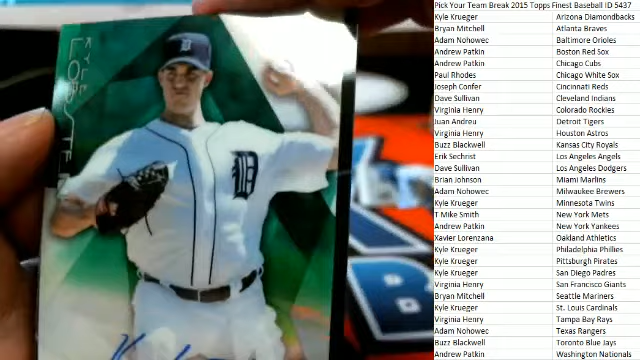 KYLE
D
D
Pick Your Team Break 2015 Topps Finest Baseball ID 5437
Kyle Krueger Arizona Diamondbacks
Bryan Mitchell Atlanta Braves
Adam Nohowec Baltimore Orioles
Andrew Patkin Boston Red Sox
Andrew Patkin Chicago Cubs
Paul Rhodes Chicago White Sox
Joseph Confer Cincinnati Reds
Dave Sullivan Cleveland Indians
Virginia Henry Colorado Rockies
Juan Andreu Detroit Tigers
Virginia Henry Houston Astros
Buzz Blackwell Kansas City Royals
Erik Sechrist Los Angeles Angels
Dave Sullivan Los Angeles Dodgers
Brian Johnson Miami Marlins
Adam Nohowec Milwaukee Brewers
Kyle Krueger Minnesota Twins
T Mike Smith New York Mets
Andrew Patkin New York Yankees
Xavier Lorenzana Oakland Athletics
Kyle Krueger Philadelphia Phillies
Kyle Krueger Pittsburgh Pirates
Kyle Krueger San Diego Padres
Virginia Henry San Francisco Giants
Bryan Mitchell Seattle Mariners
Kyle Krueger St. Louis Cardinals
Virginia Henry Tampa Bay Rays
Adam Nohowec Texas Rangers
Buzz Blackwell Toronto Blue Jays
Andrew Patkin Washington Nationals